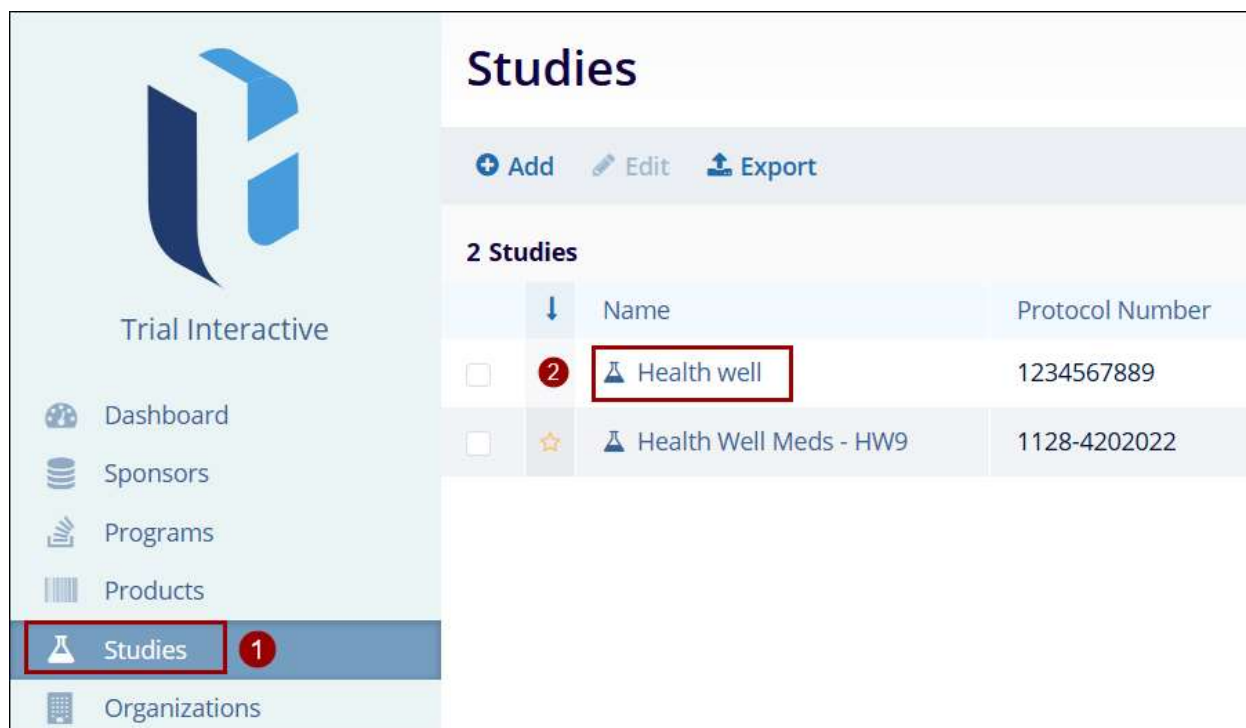 Trial Interactive
Dashboard
Sponsors
Programs
Products
Studies 1
Organizations
Studies
Add Edit Export
2 Studies
Name Protocol Number
2 Health well 1234567889
Health Well Meds - HW9 1128-4202022